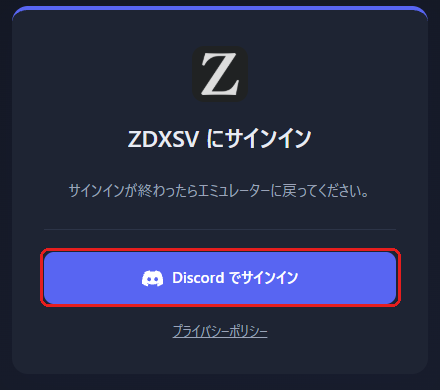 Z
ZDXSV にサインイン
サインインが終わったらエミュレーターに戻ってください。
Discord でサインイン
プライバシーポリシー